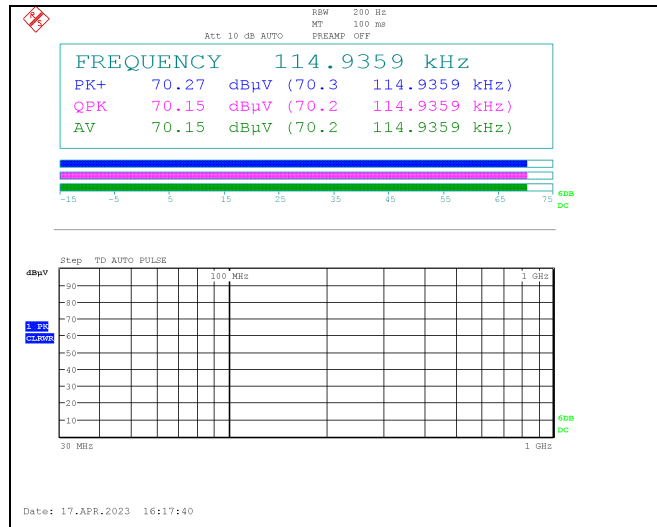 R S
RBW 200 Hz
MT 100 ms
Att 10 dB AUTO PREAMP OFF
FREQUENCY 114.9359 kHz
PK+ 70.27 dBµV (70.3 114.9359 kHz)
QPK 70.15 dBµV (70.2 114.9359 kHz)
AV 70.15 dBµV (70.2 114.9359 kHz)
-15 -5 5 15 25 35 45 55 65 75
6DB
DC
Step TD AUTO PULSE
dBµV
100 MHz 1 GHz
90
80
70
1 PK
60
CLRWR
50
40
30
20
10
6DB
DC
30 MHz 1 GHz
Date: 17.APR.2023 16:17:40